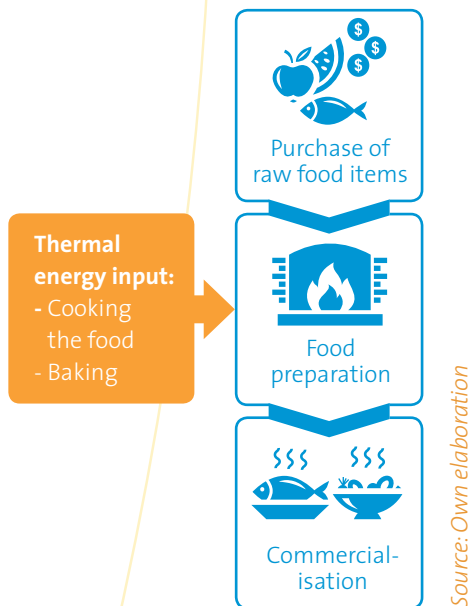 $
$
$
Purchase of
raw food items
Thermal
energy input:
- Cooking
the food
- Baking
Food
preparation
Commercial-
isation
Source: Own elaboration